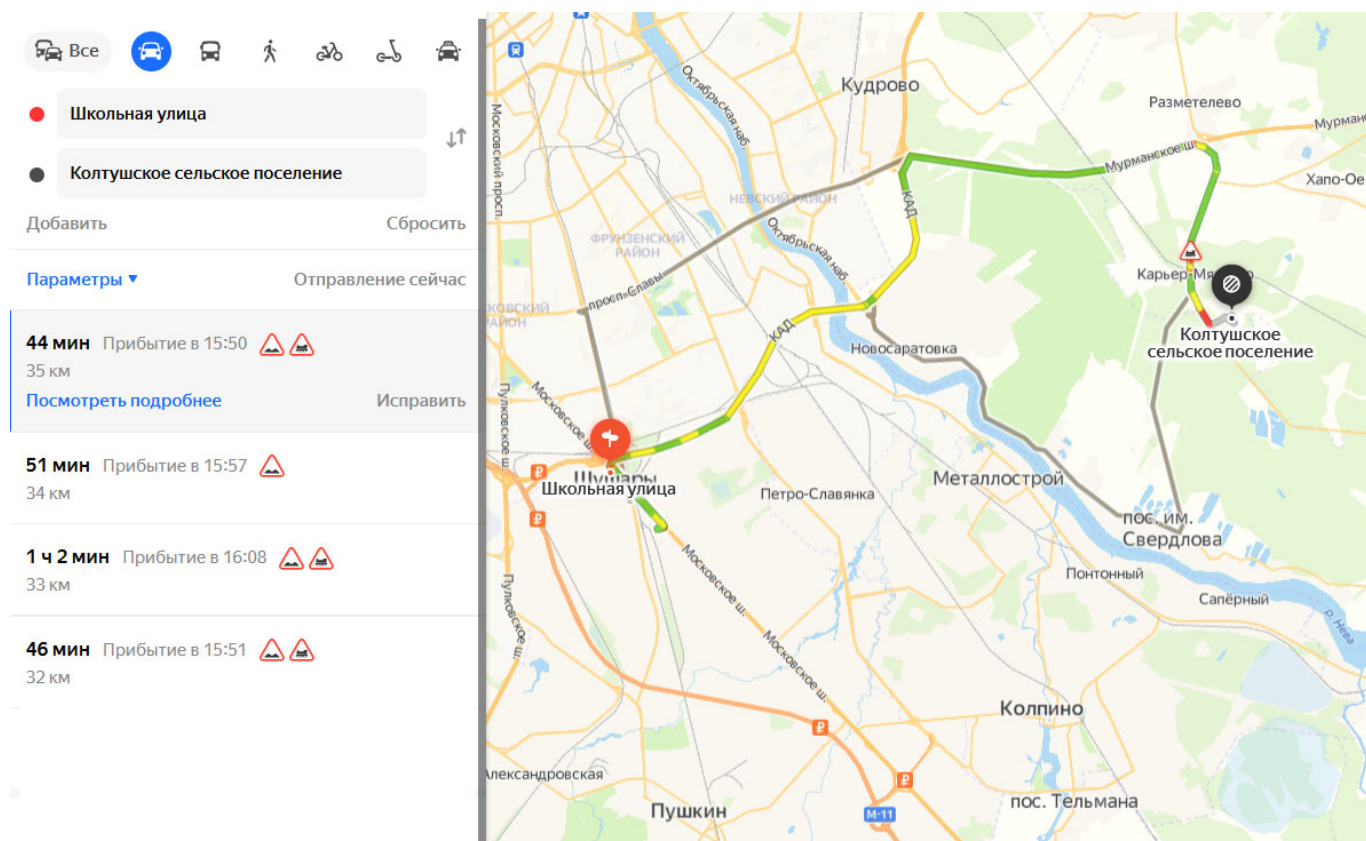 Все
Школьная улица
Колтушское сельское поселение
Добавить
Сбросить
Параметры
Отправление сейчас
44 мин Прибытие в 15:50
35 км
Посмотреть подробнее
Исправить
51 мин Прибытие в 15:57
34 км
1 ч 2 мин Прибытие в 16:08
33 км
46 мин Прибытие в 15:51
32 км
Октябрьская наб.
Кудрово
Разметелево
Мурманское ш.
Хапо-Ое
Московский просп.
КАД
НЕВСКИЙ РАЙОН
Октябрьская наб.
ФРУНЗЕНСКИЙ
РАЙОН
просп. Славы
КАД
Колтушское
сельское поселение
Новосаратовка
Пулковское ш.
Московское ш.
Шушары
Школьная улица
Петро-Славянка
Металлострой
пос. им.
Свердлова
Понтонный
Сапёрный
р. Нева
Московское ш.
Пулковское ш.
Московское ш.
Колпино
Александровская
Пушкин
М-11
пос. Тельмана